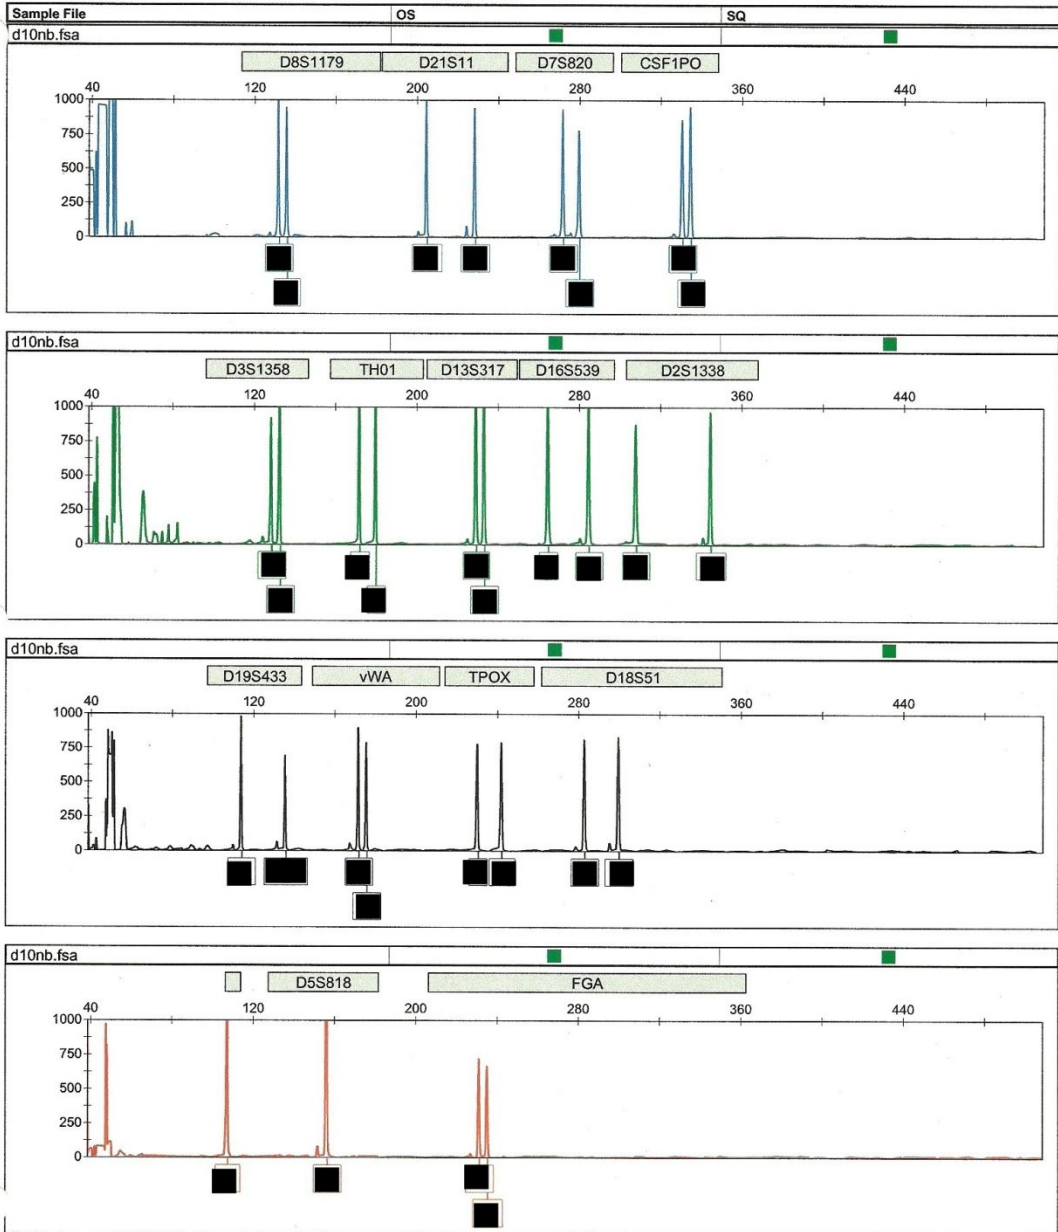 Sample File OS SQ
d10nb.fsa
D8S1179 D21S11 D7S820 CSF1PO
40 120 200 280 360 440
1000
750
500
250
0
d10nb.fsa
D3S1358 TH01 D13S317 D16S539 D2S1338
40 120 200 280 360 440
1000
750
500
250
0
d10nb.fsa
D19S433 vWA TPOX D18S51
40 120 200 280 360 440
1000
750
500
250
0
d10nb.fsa
D5S818 FGA
40 120 200 280 360 440
1000
750
500
250
0